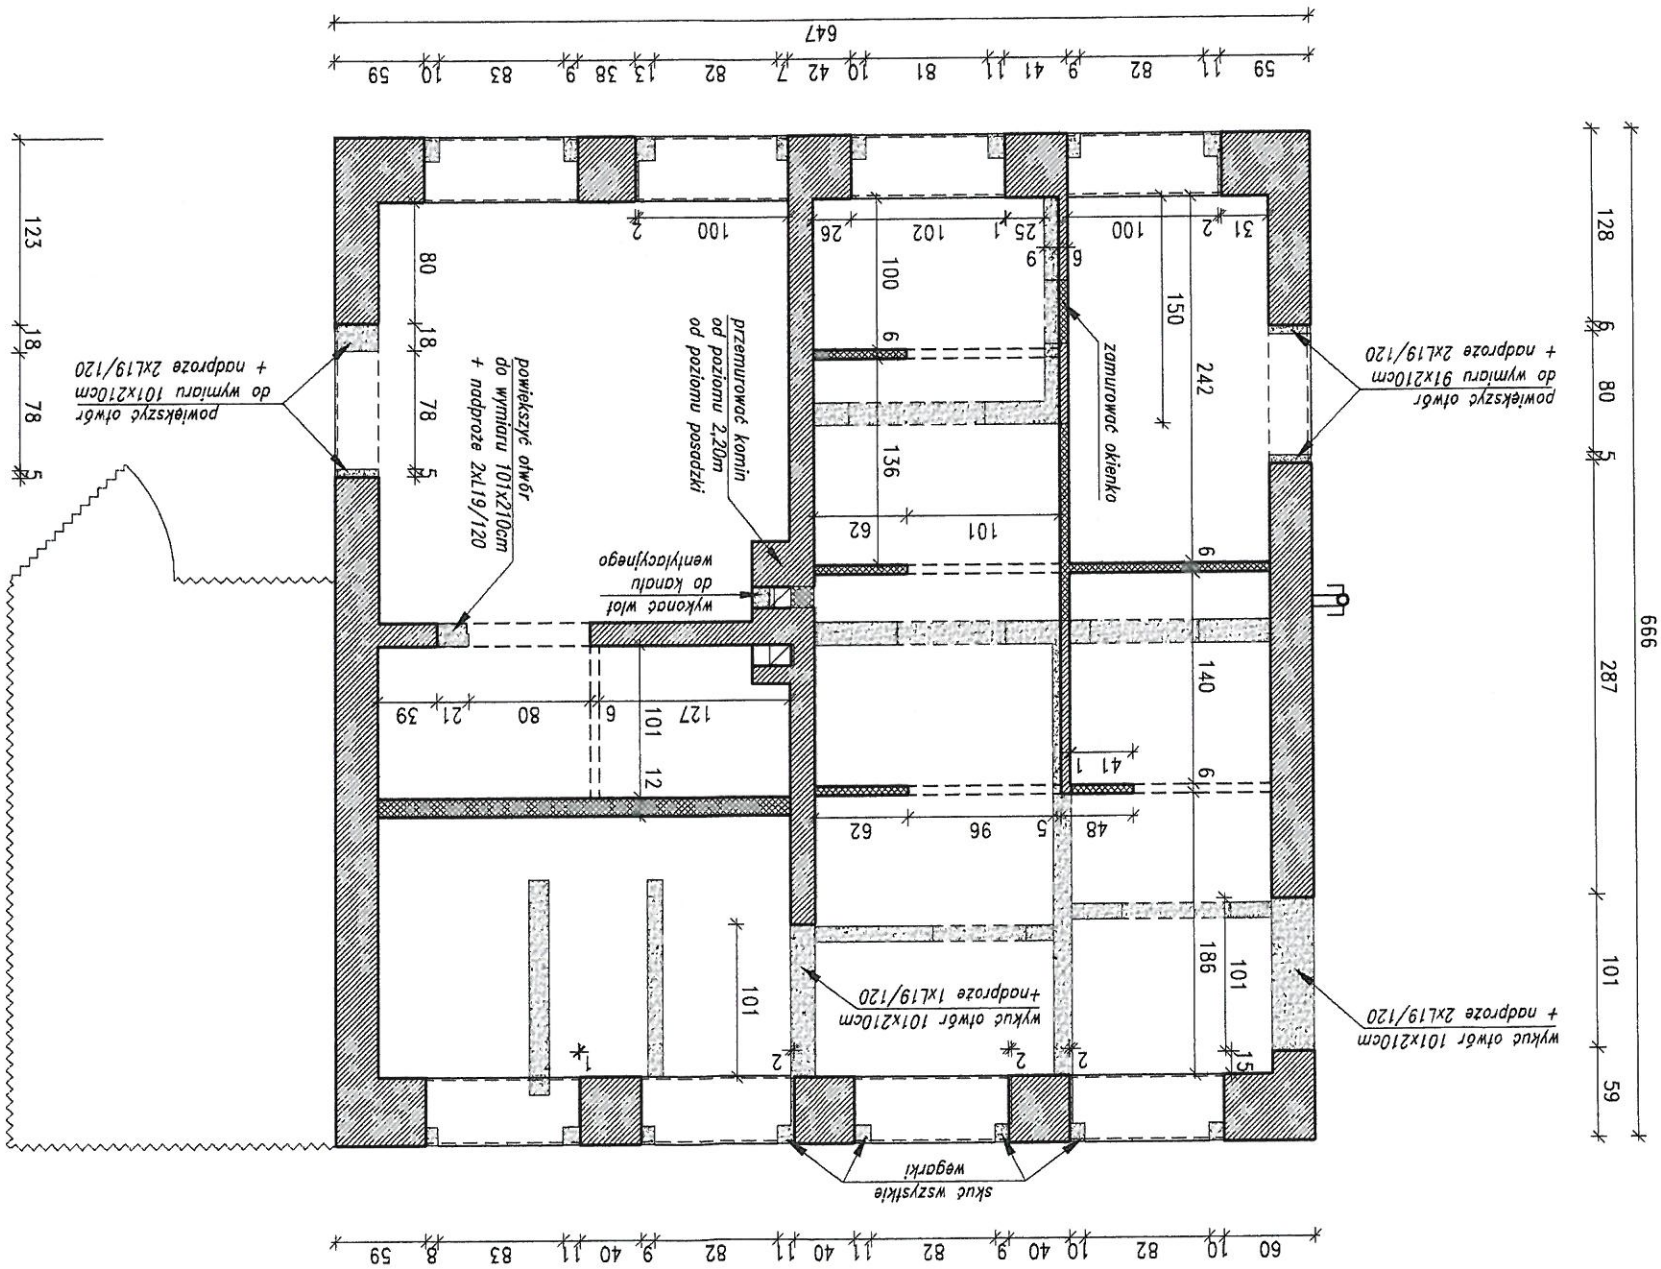 60 10 82 10 40 9 82 11 40 11 82 9 40 11 83 8 59
skuć wszystkie
węgarki
wykuć otwór 101x210cm
+ nadproże 2xL19/120
wykuć otwór 101x210cm
+nadproże 1xL19/120
59
101
287
128
666
15
101
186
2
2
2
1
101
48 5 96 62
41 1
6
140
6
242
150
12
101
127 6 80 21 39
wykonać wlot
do kanału
wentylacyjnego
101 62
136
6
100
powiększyć otwór
do wymiaru 91x210cm
+ nadproże 2xL19/120
5
80
6
zamurować okienko
przemurować komin
od poziomu 2,20m
od poziomu posadzki
powiększyć otwór
do wymiaru 101x210cm
+ nadproże 2xL19/120
powiększyć otwór
do wymiaru 101x210cm
+ nadproże 2xL19/120
5
78
18
80
5
78
18
123
6 9
31 2 100 25 1 102 26 100 2
59 11 82 9 41 11 81 10 42 7 82 13 38 9 83 10 59
647